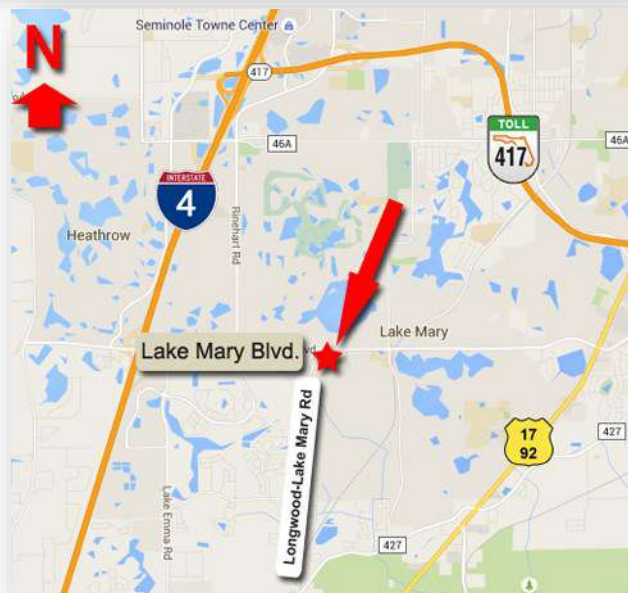 Seminole Towne Center
N
417
TOLL
417
46A
46A
INTERSTATE
4
Rinehart Rd
Heathrow
Lake Mary
Lake Mary Blvd.
vd.
Longwood-Lake Mary Rd
17
92
427
Lake Emma Rd
427